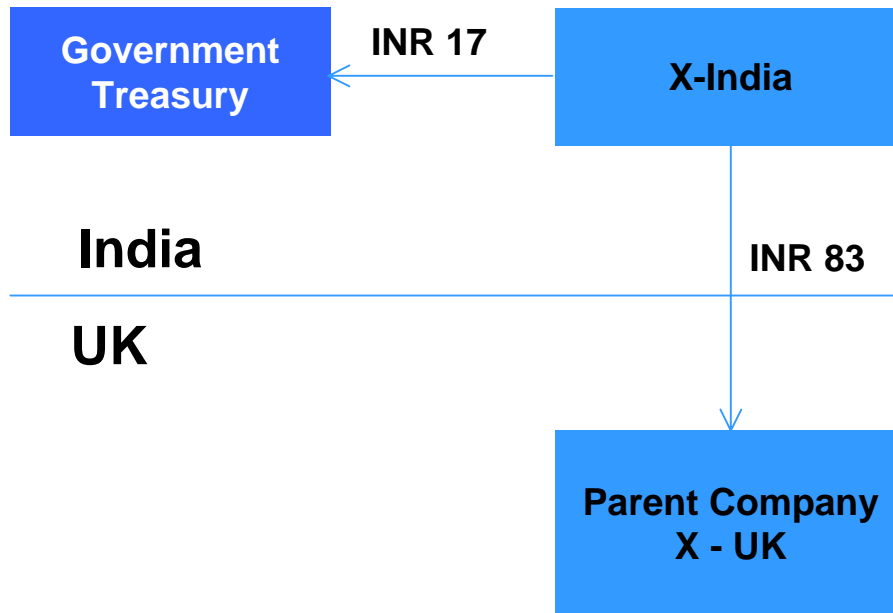 Government
Treasury
INR 17
X-India
India
INR 83
UK
Parent Company
X - UK